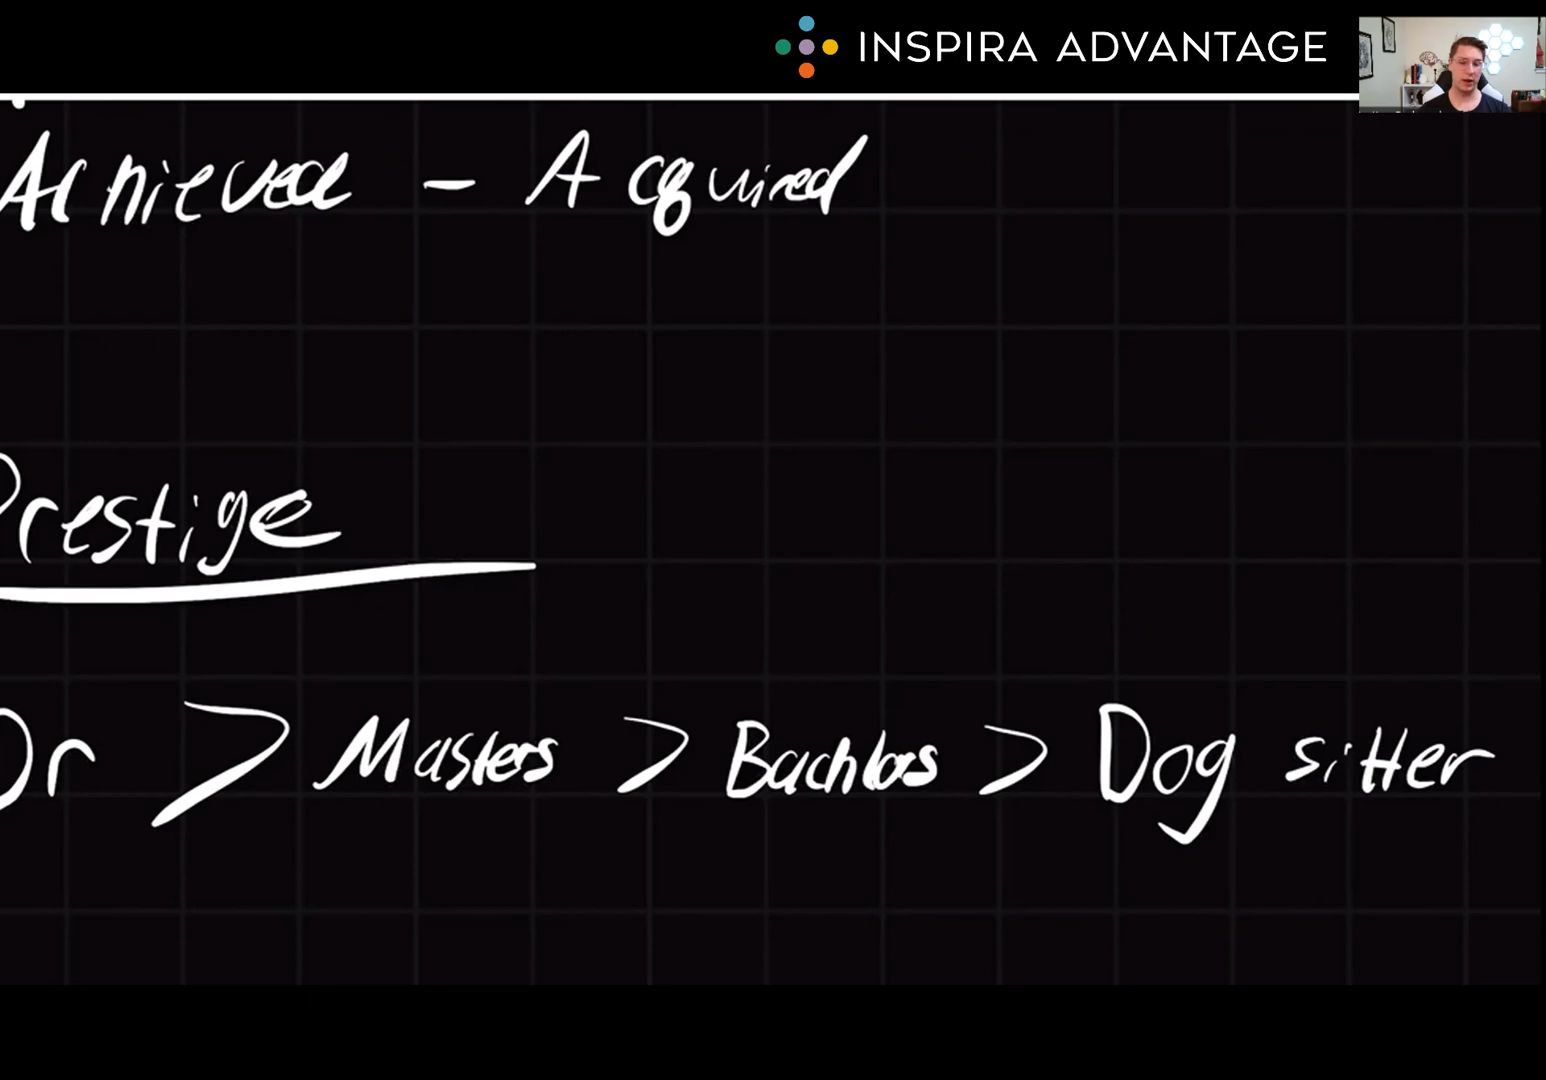 INSPIRA ADVANTAGE
Achieved - Acquired
Prestige
Dr > Masters > Bachlors > Dog sitter